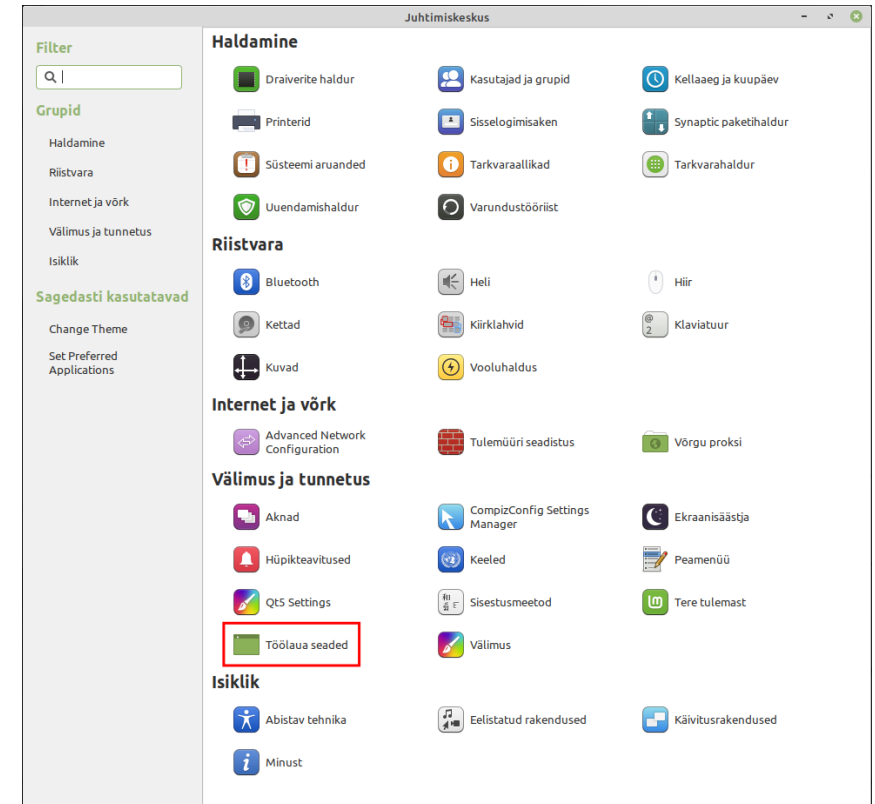 Juhtimiskeskus
Filter
Grupid
Haldamine
Riistvara
Internet ja võrk
Välimus ja tunnetus
Isiklik
Sagedasti kasutatavad
Change Theme
Set Preferred
Applications
Haldamine
Draiverite haldur
Kasutajad ja grupid
Kellaaeg ja kuupäev
Printerid
Sisselogimisaken
Synaptic paketihaldur
Süsteemi aruanded
Tarkvaraallikad
Tarkvarahaldur
Uuendamishaldur
Varundustööriist
Riistvara
Bluetooth
Heli
Hiir
Kettad
Kiirklahvid
@
2
Klaviatuur
Kuvad
Vooluhaldus
Internet ja võrk
Advanced Network
Configuration
Tulemüüri seadistus
Võrgu proksi
Välimus ja tunnetus
Aknad
CompizConfig Settings
Manager
Ekraanisäästja
Hüpikteavitused
Keeled
Peamenüü
Qt5 Settings
Sisestusmeetod
Tere tulemast
Töölaua seaded
Välimus
Isiklik
Abistav tehnika
Eelistatud rakendused
Käivitusrakendused
i
Minust